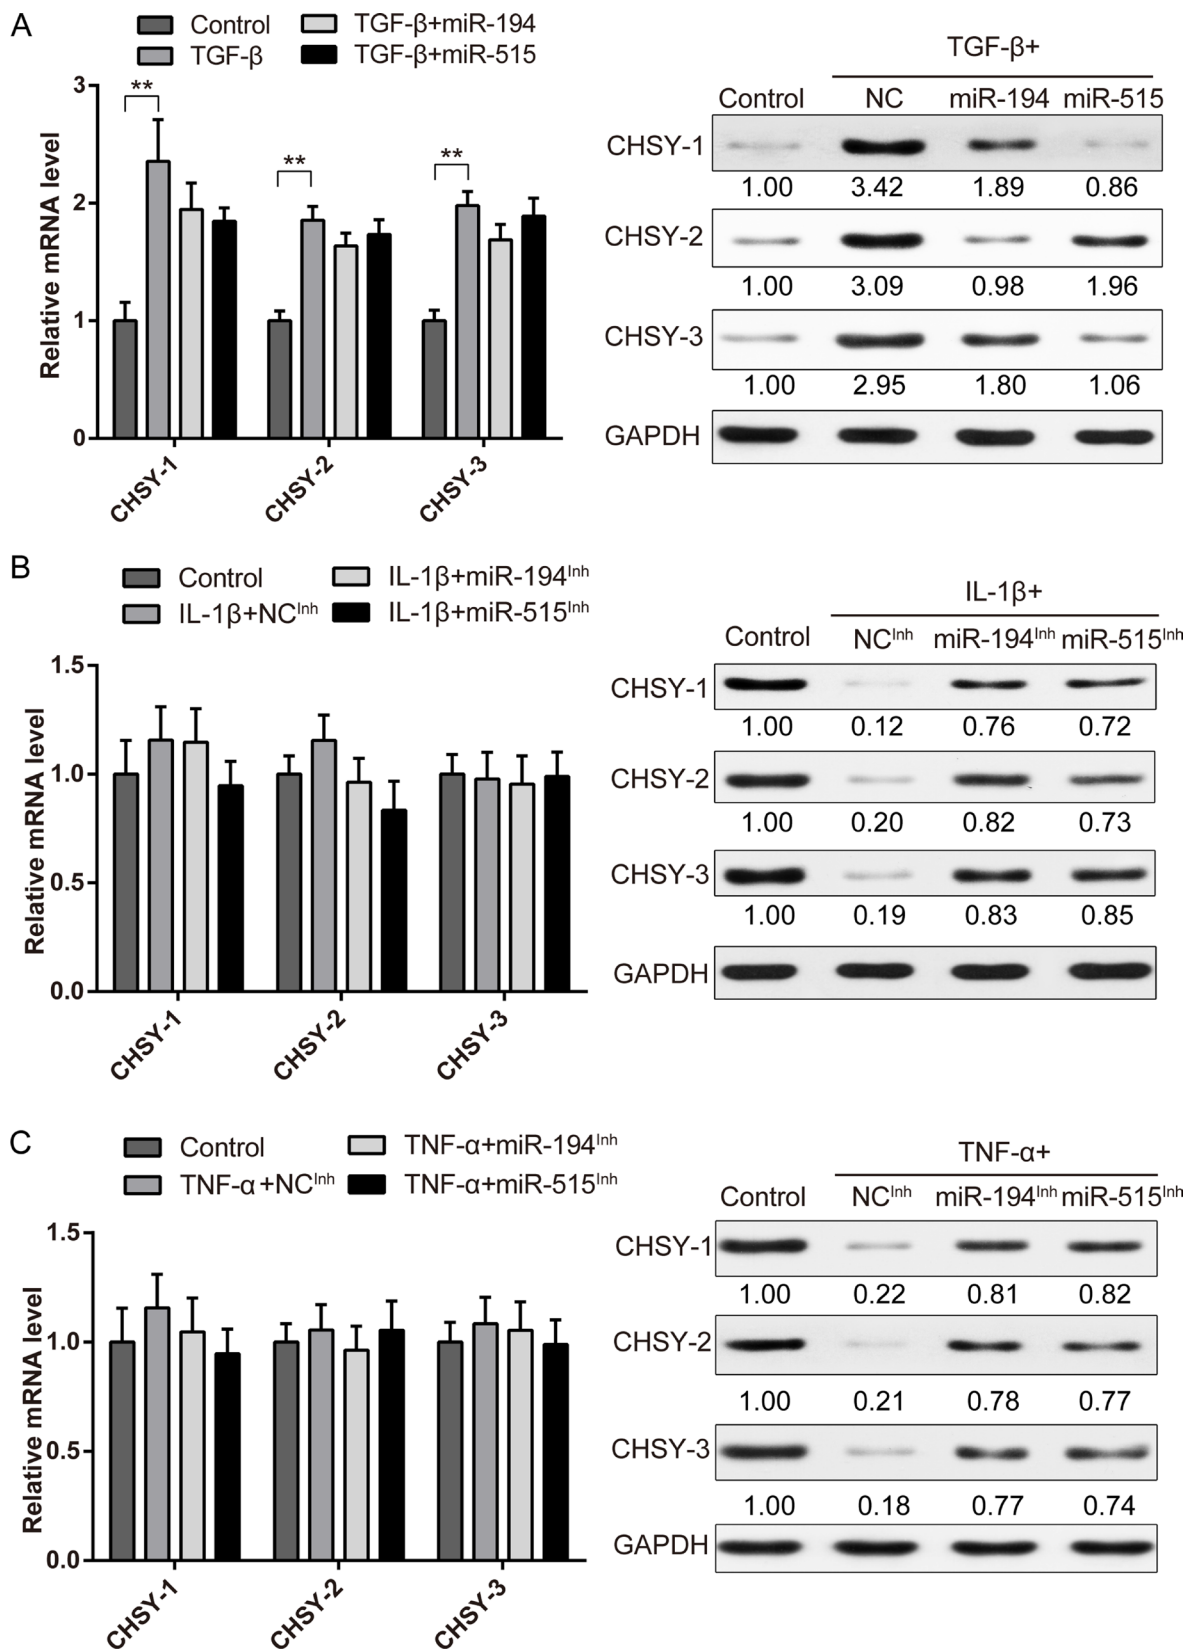 A
Control
TGF-β+miR-194
TGF-β
TGF-β+miR-515
Relative mRNA level
3
2
1
0
**
**
**
CHSY-1
CHSY-2
CHSY-3
TGF-β+
Control NC miR-194 miR-515
CHSY-1
1.00 3.42 1.89 0.86
CHSY-2
1.00 3.09 0.98 1.96
CHSY-3
1.00 2.95 1.80 1.06
GAPDH
B
Control
IL-1β+miR-194Inh
IL-1β+NCInh
IL-1β+miR-515Inh
Relative mRNA level
1.5
1.0
0.5
0.0
CHSY-1
CHSY-2
CHSY-3
IL-1β+
Control NCInh miR-194Inh miR-515Inh
CHSY-1
1.00 0.12 0.76 0.72
CHSY-2
1.00 0.20 0.82 0.73
CHSY-3
1.00 0.19 0.83 0.85
GAPDH
C
Control
TNF-α+miR-194Inh
TNF-α+NCInh
TNF-α+miR-515Inh
Relative mRNA level
1.5
1.0
0.5
0.0
CHSY-1
CHSY-2
CHSY-3
TNF-α+
Control NCInh miR-194Inh miR-515Inh
CHSY-1
1.00 0.22 0.81 0.82
CHSY-2
1.00 0.21 0.78 0.77
CHSY-3
1.00 0.18 0.77 0.74
GAPDH